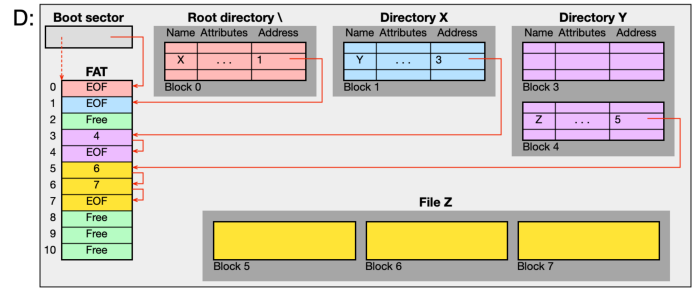 D:
Boot sector
Root directory \
Directory X
Directory Y
Name Attributes Address
Name Attributes Address
Name Attributes Address
X ... 1
Block 0
Y ... 3
Block 1
Block 3
Z ... 5
Block 4
FAT
0 EOF
1 EOF
2 Free
3 4
4 EOF
5 6
6 7
7 EOF
8 Free
9 Free
10 Free
File Z
Block 5
Block 6
Block 7